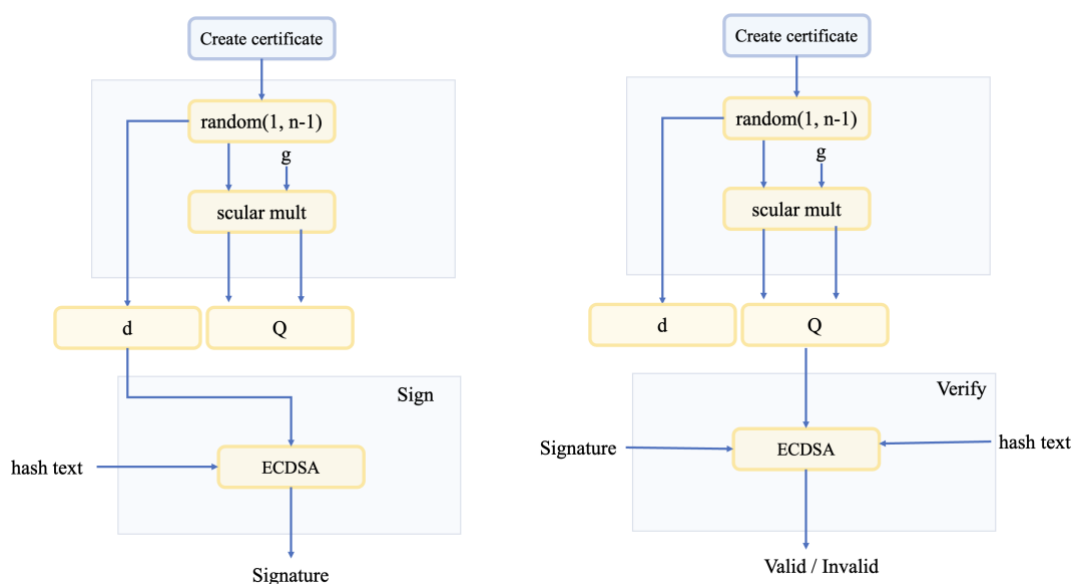 Create certificate
random(1, n-1)
g
scular mult
d
Q
Sign
hash text
ECDSA
Signature
Create certificate
random(1, n-1)
g
scular mult
d
Q
Verify
Signature
ECDSA
hash text
Valid / Invalid